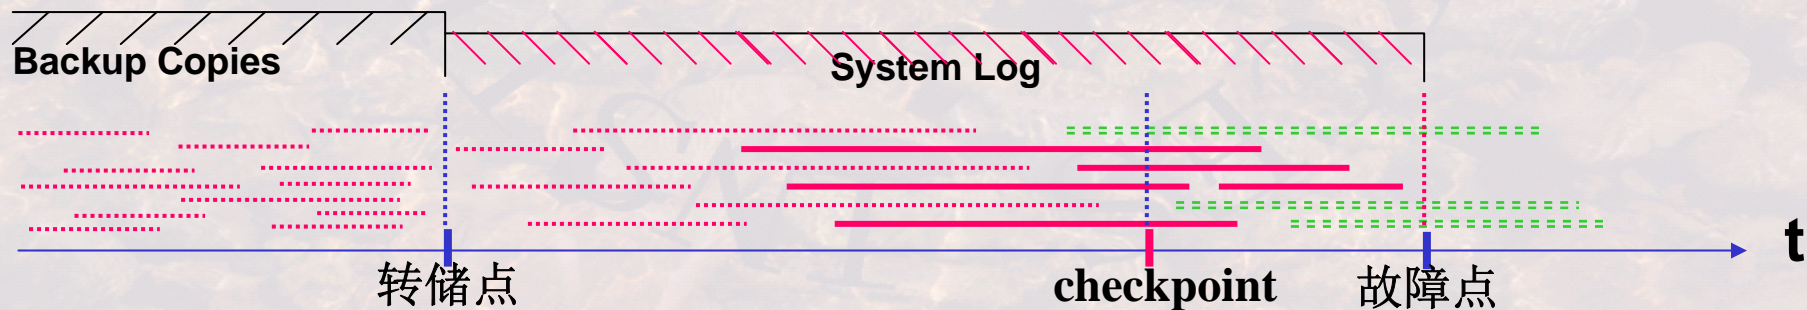 Backup Copies
System Log
t
转储点
checkpoint
故障点